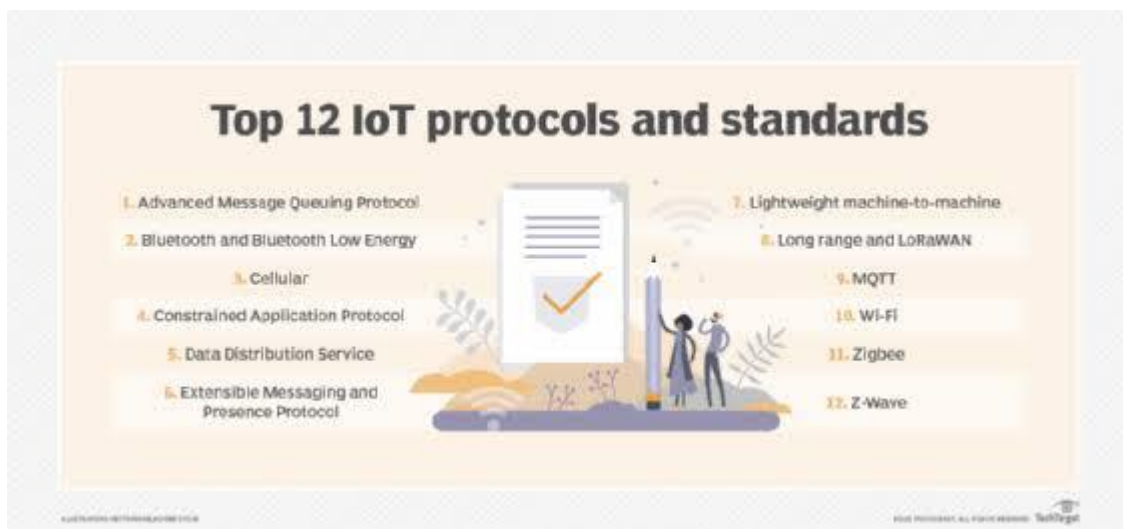 Top 12 IoT protocols and standards
1. Advanced Message Queuing Protocol
2. Bluetooth and Bluetooth Low Energy
3. Cellular
4. Constrained Application Protocol
5. Data Distribution Service
6. Extensible Messaging and
Presence Protocol
7. Lightweight machine-to-machine
8. Long range and LoRaWAN
9. MQTT
10. Wi-Fi
11. Zigbee
12. Z-Wave
TechTarget